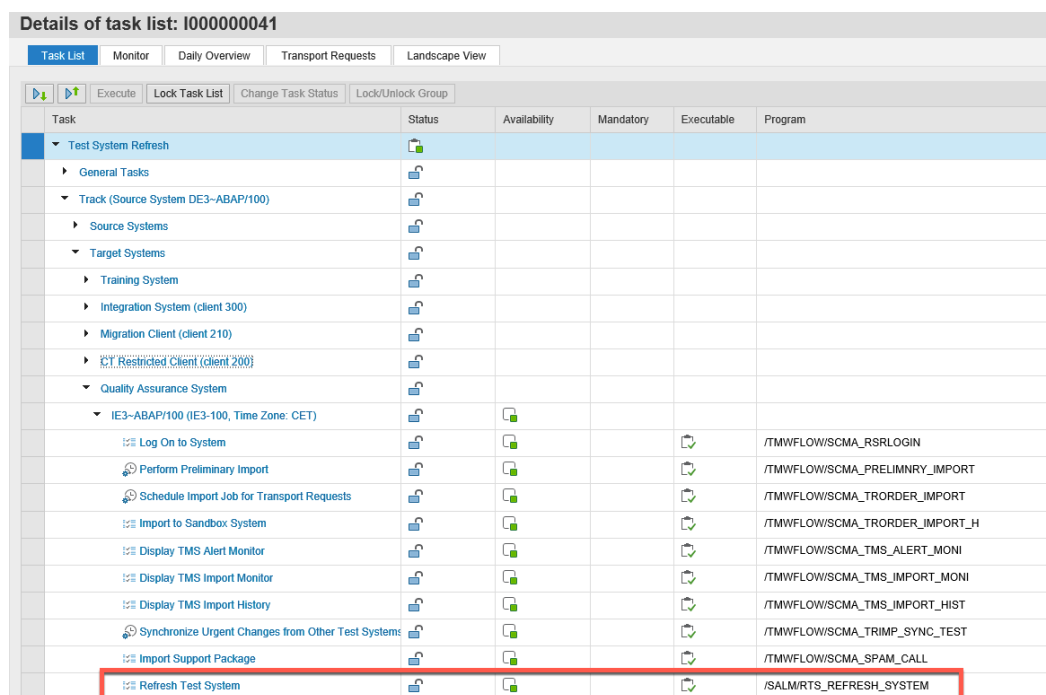 Details of task list: I000000041
Task List Monitor Daily Overview Transport Requests Landscape View
Execute Lock Task List Change Task Status Lock/Unlock Group
Task Status Availability Mandatory Executable Program
Test System Refresh
General Tasks
Track (Source System DE3~ABAP/100)
Source Systems
Target Systems
Training System
Integration System (client 300)
Migration Client (client 210)
CT Restricted Client (client 200)
Quality Assurance System
IE3~ABAP/100 (IE3-100, Time Zone: CET)
Log On to System /TMWFLOW/SCMA_RSRLOGIN
Perform Preliminary Import /TMWFLOW/SCMA_PRELIMNRY_IMPORT
Schedule Import Job for Transport Requests /TMWFLOW/SCMA_TRORDER_IMPORT
Import to Sandbox System /TMWFLOW/SCMA_TRORDER_IMPORT_H
Display TMS Alert Monitor /TMWFLOW/SCMA_TMS_ALERT_MONI
Display TMS Import Monitor /TMWFLOW/SCMA_TMS_IMPORT_MONI
Display TMS Import History /TMWFLOW/SCMA_TMS_IMPORT_HIST
Synchronize Urgent Changes from Other Test Systems /TMWFLOW/SCMA_TRIMP_SYNC_TEST
Import Support Package /TMWFLOW/SCMA_SPAM_CALL
Refresh Test System /SALM/RTS_REFRESH_SYSTEM